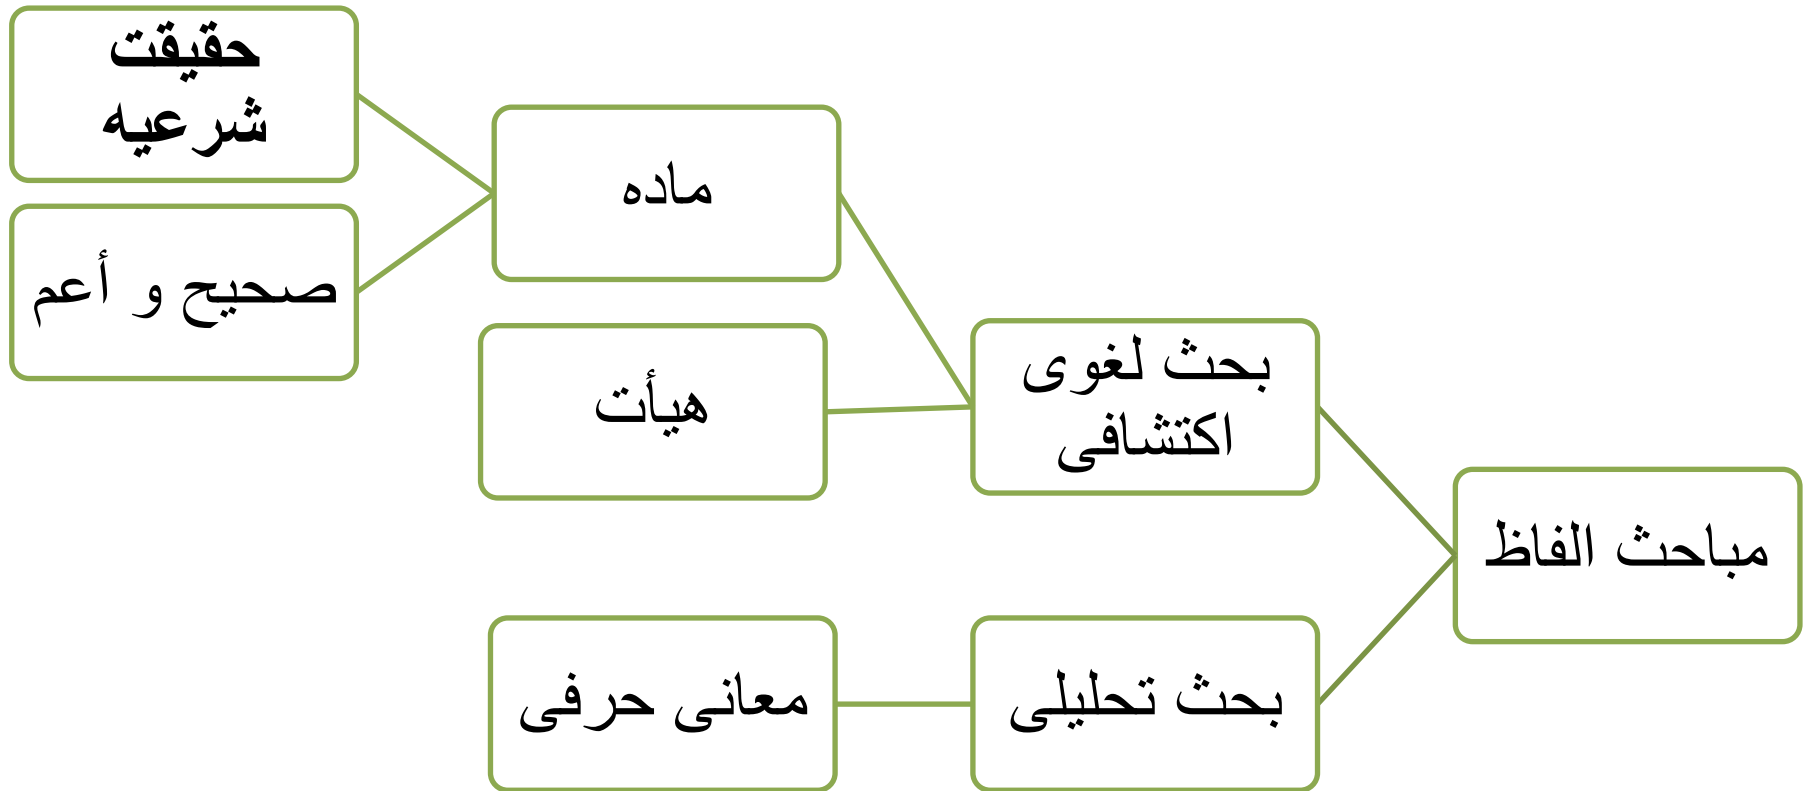 مباحث الفاظ
بحث لغوی
اکتشافی
ماده
حقیقت
شرعیه
صحیح و أعم
هیأت
بحث تحلیلی
معانی حرفی